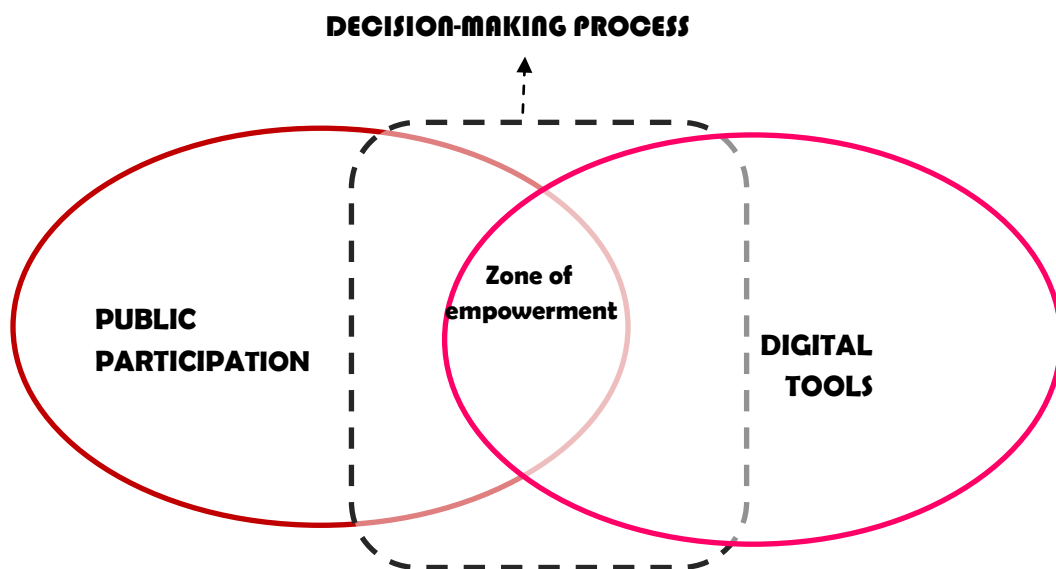 DECISION-MAKING PROCESS
Zone of
empowerment
PUBLIC
PARTICIPATION
DIGITAL
TOOLS